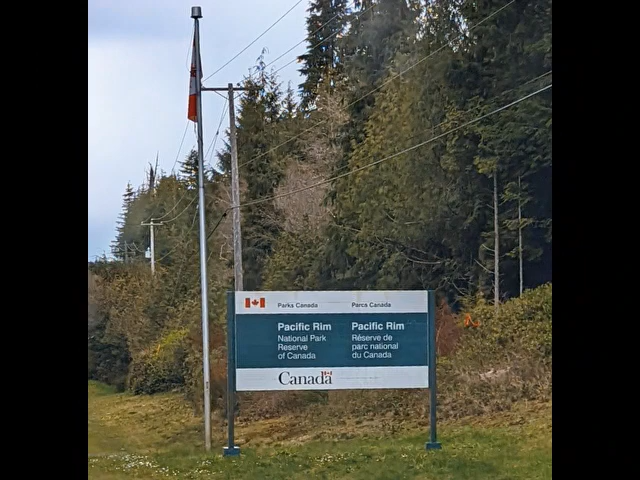 Parks Canada
Parcs Canada
Pacific Rim
National Park
Reserve
of Canada
Pacific Rim
Réserve de
parc national
du Canada
Canada